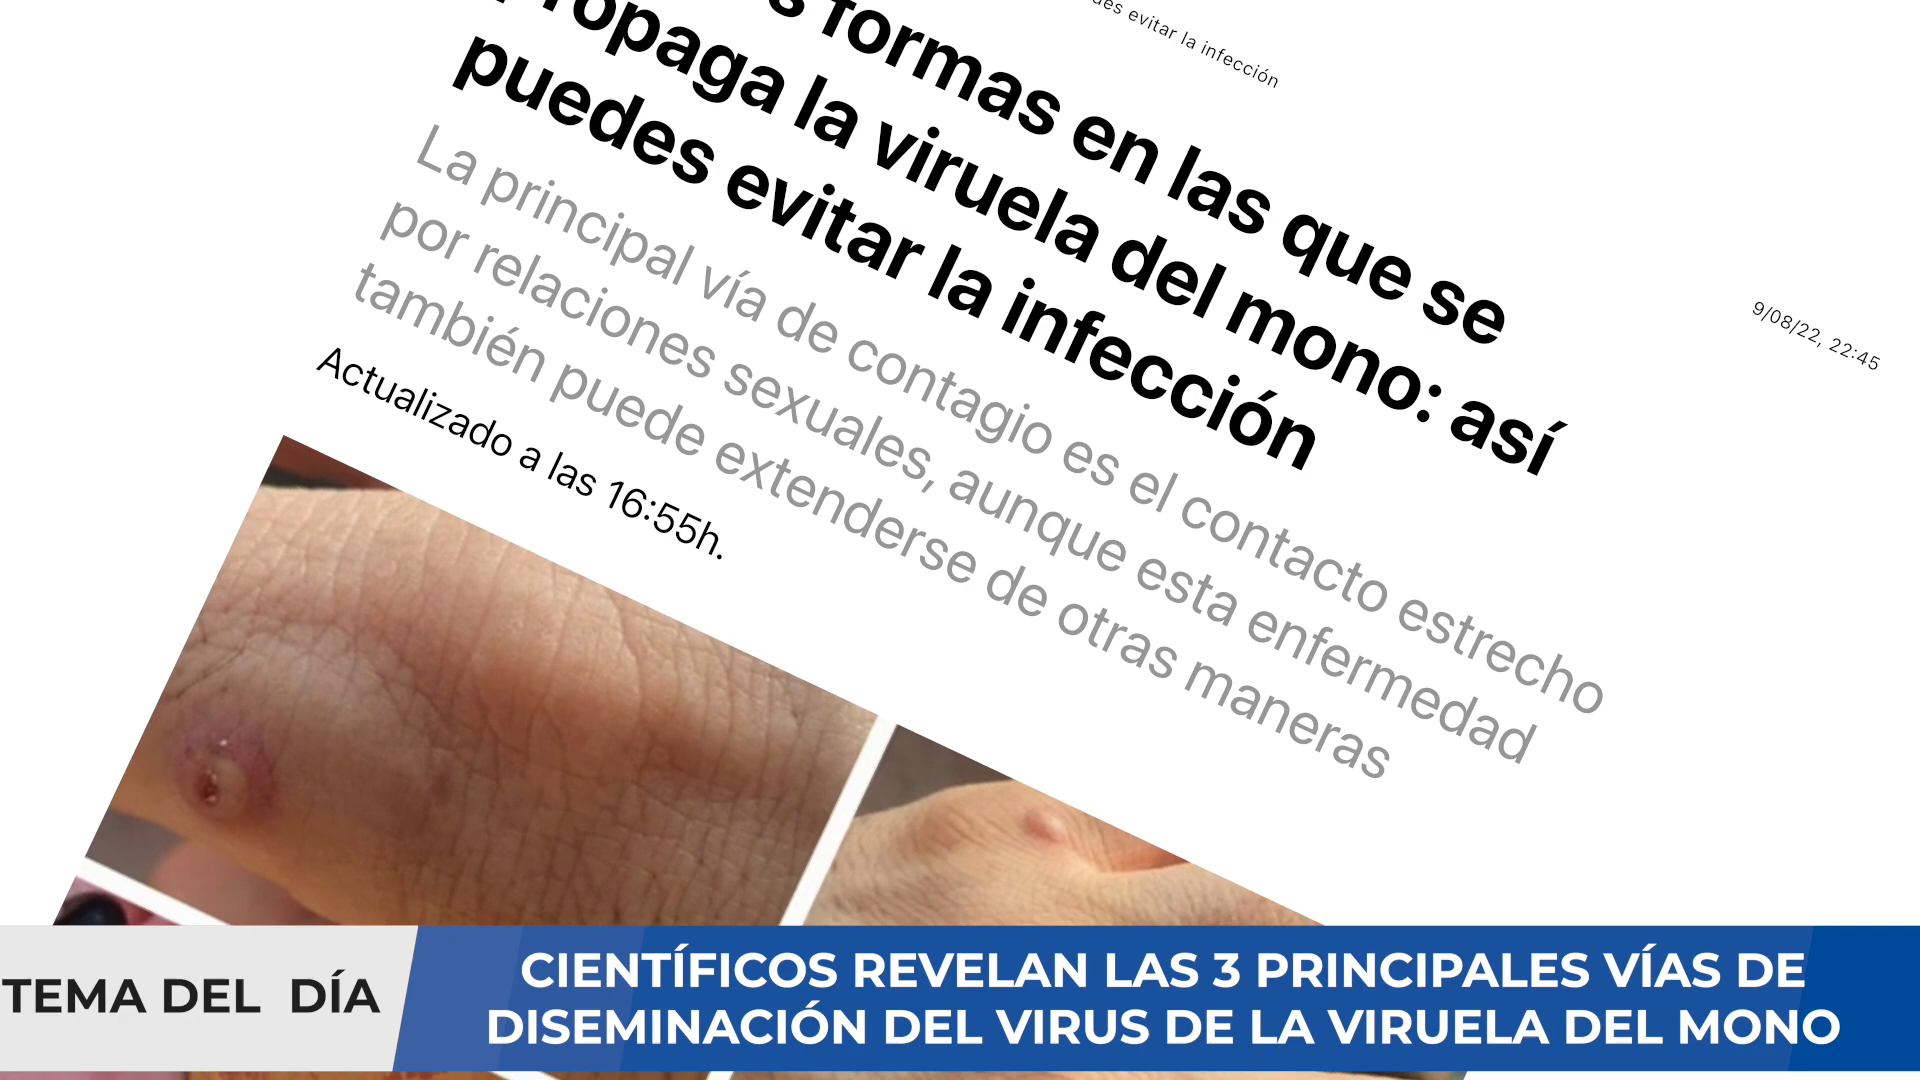 des evitar la infección
formas en las que se
propaga la viruela del mono: así
puedes evitar la infección
9/08/22, 22:45
La principal vía de contagio es el contacto estrecho
por relaciones sexuales, aunque esta enfermedad
también puede extenderse de otras maneras
Actualizado a las 16:55h.
TEMA DEL DÍA
CIENTÍFICOS REVELAN LAS 3 PRINCIPALES VÍAS DE
DISEMINACIÓN DEL VIRUS DE LA VIRUELA DEL MONO